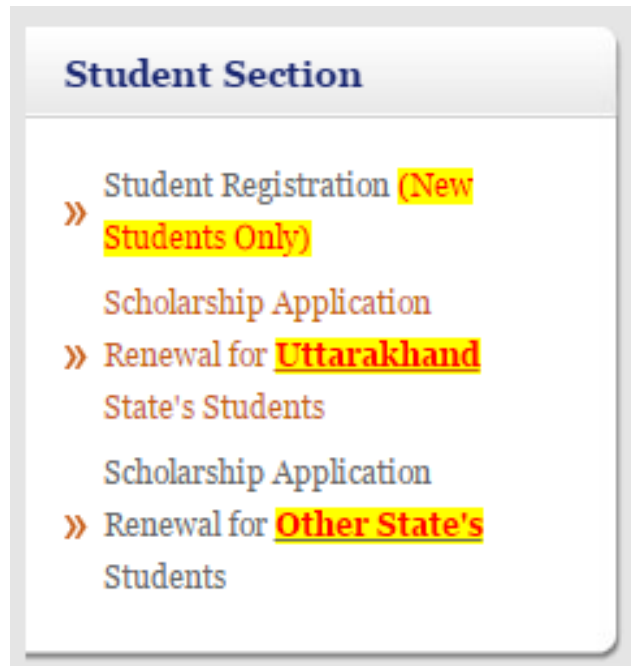 Student Section
Student Registration (New
Students Only)
Scholarship Application
Renewal for Uttarakhand
State's Students
Scholarship Application
Renewal for Other State's
Students